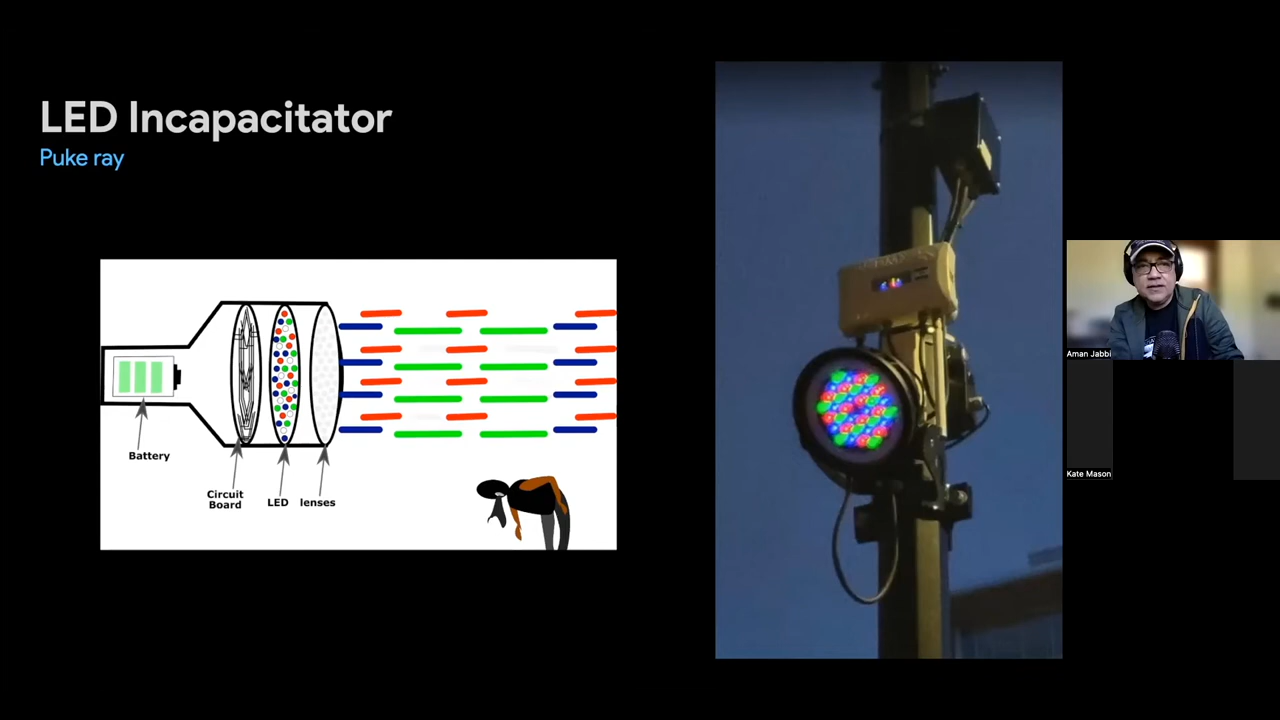 LED Incapacitator
Puke ray
Battery
Circuit
Board
LED
lenses
Aman Jabbi
Kate Mason